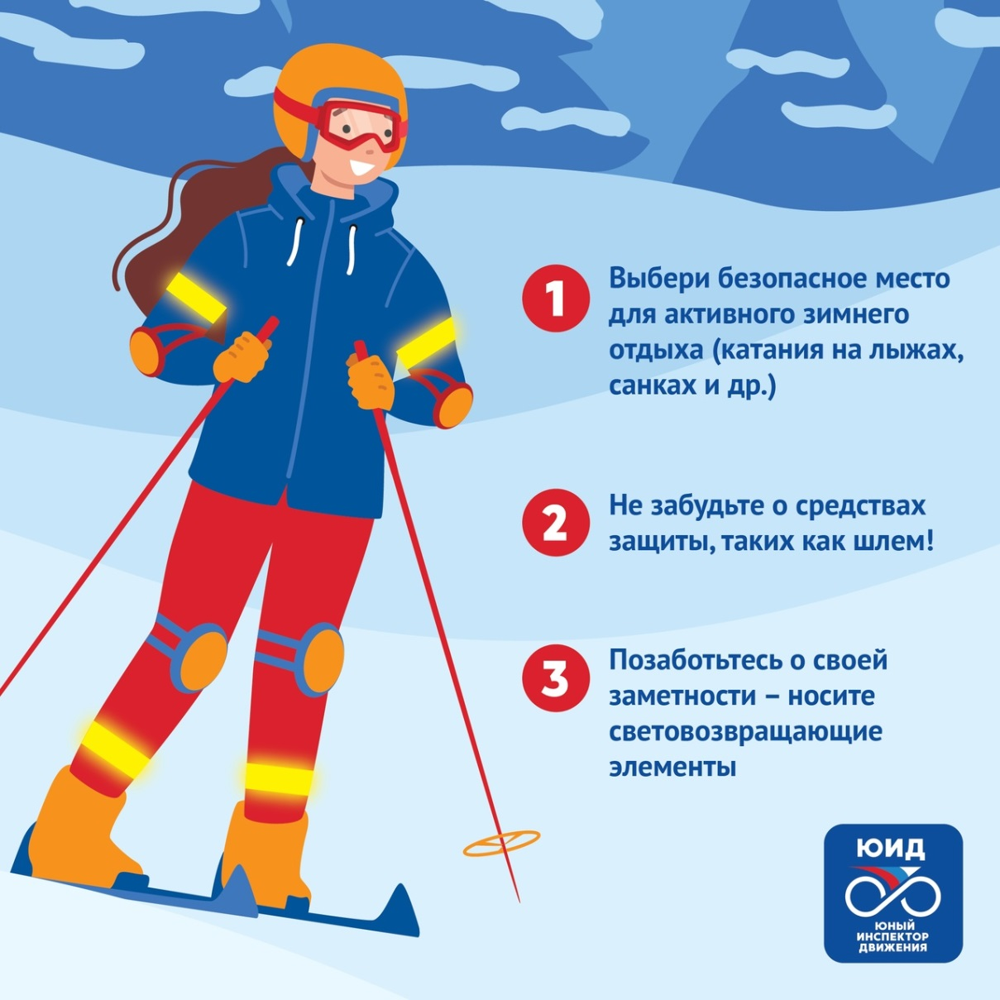 1
Выбери безопасное место
для активного зимнего
отдыха (катания на лыжах,
санках и др.)
2
Не забудьте о средствах
защиты, таких как шлем!
3
Позаботьтесь о своей
заметности – носите
световозвращающие
элементы
ЮИД
ЮНЫЙ
ИНСПЕКТОР
ДВИЖЕНИЯ